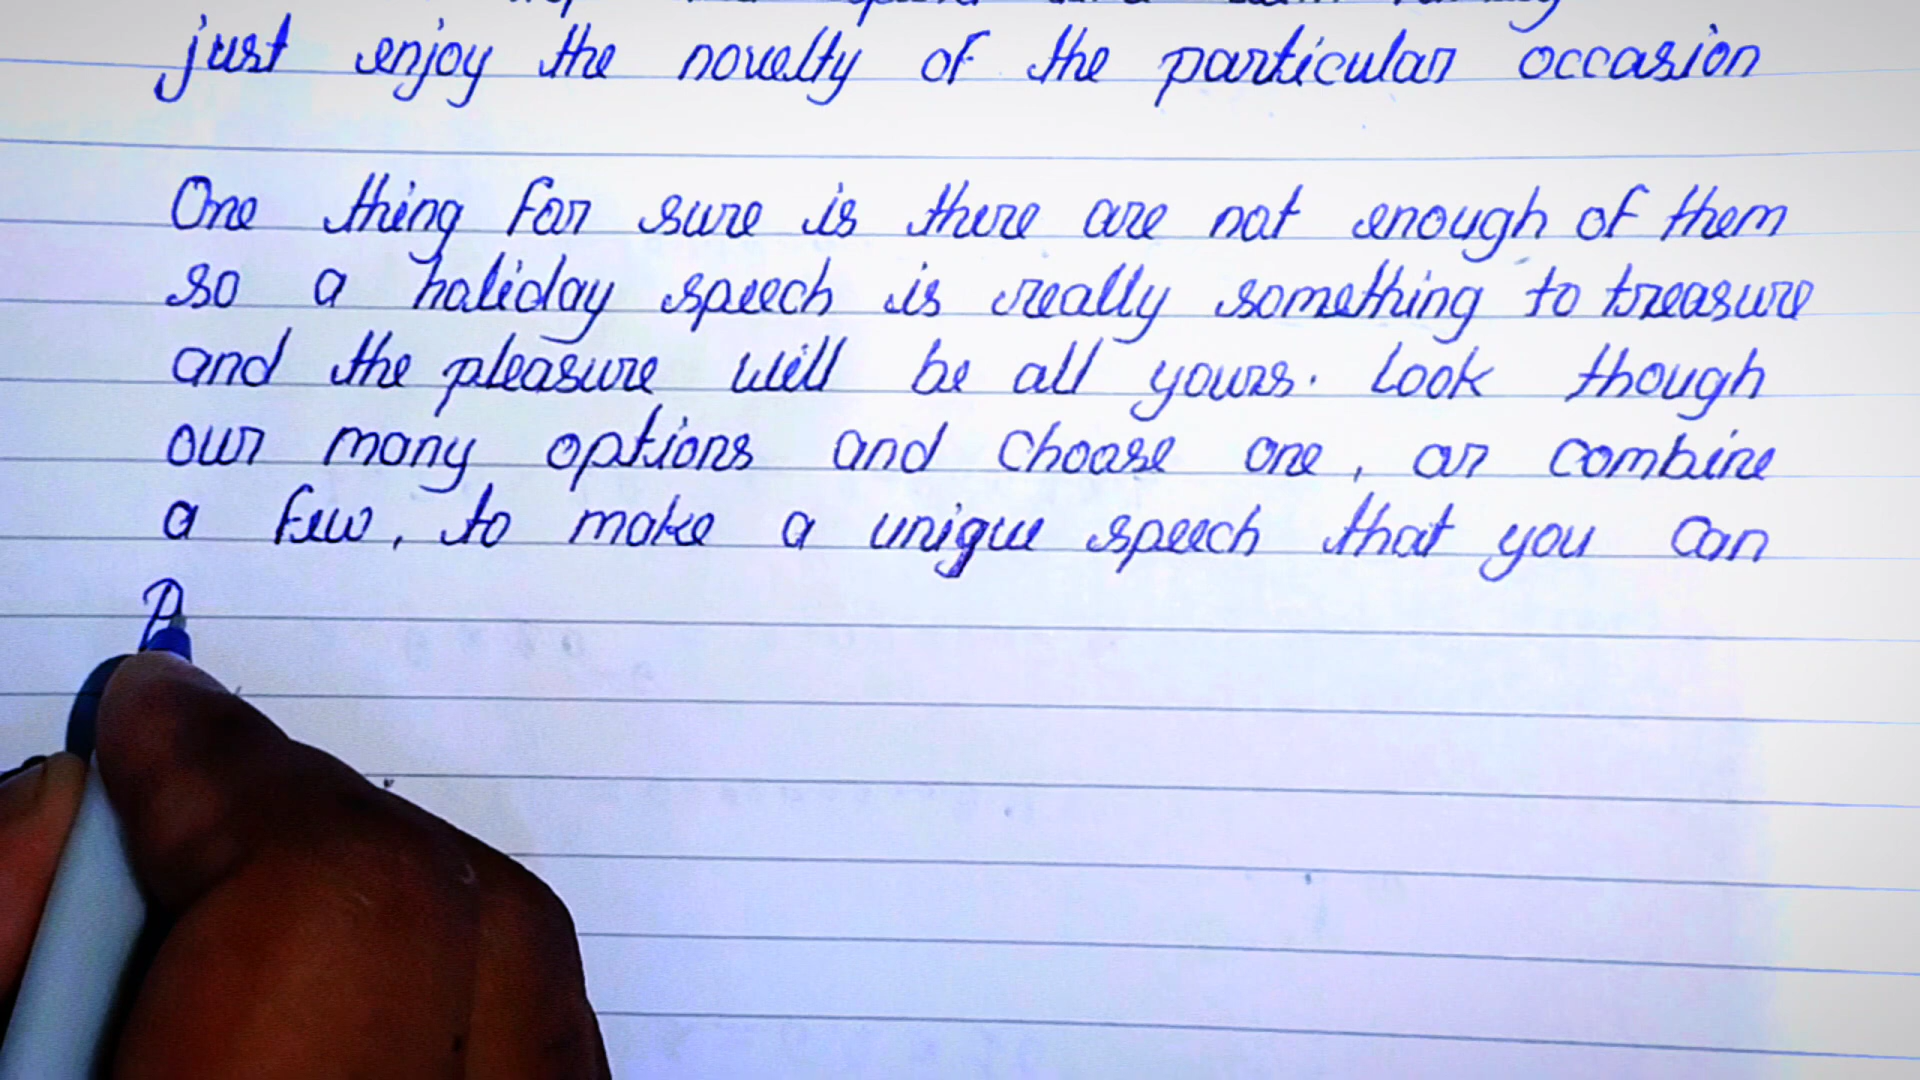 just enjoy the novelty of the particular occasion
One thing for sure is there are not enough of them
so a holiday speech is really something to treasure
and the pleasure will be all yours. Look though
our many options and choose one, or combine
a few, to make a unique speech that you can